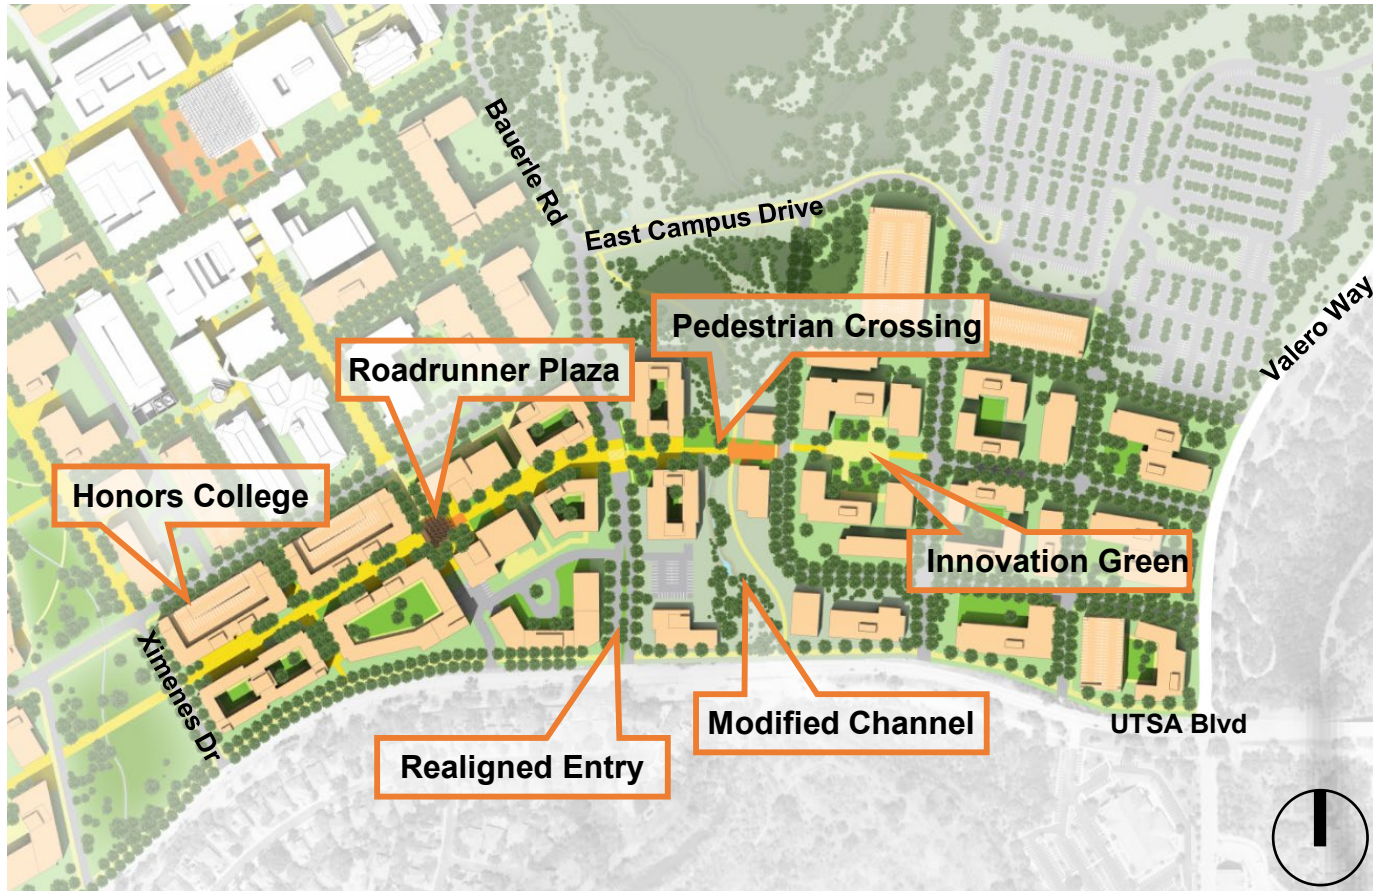 Bauerle Rd
East Campus Drive
Valero Way
Pedestrian Crossing
Roadrunner Plaza
Honors College
Innovation Green
Ximenes Dr
Modified Channel
UTSA Blvd
Realigned Entry